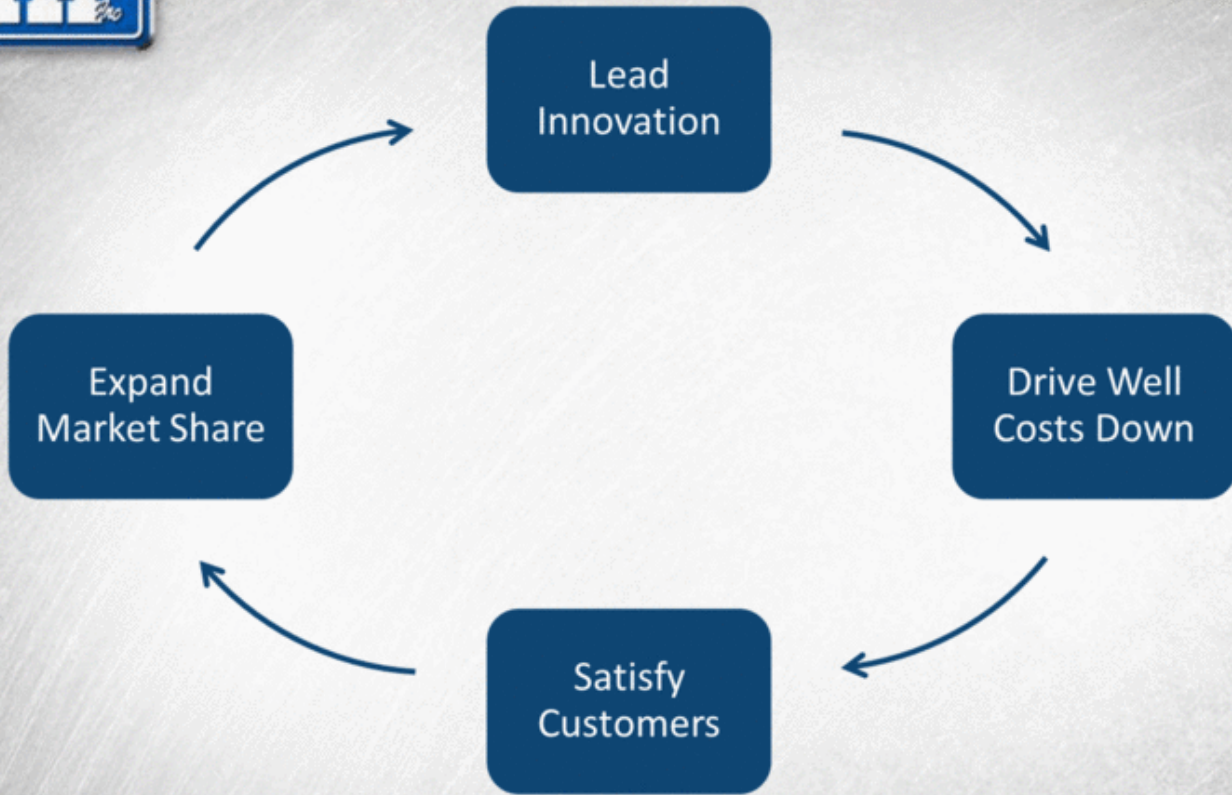 Lead
Innovation
Drive Well
Costs Down
Satisfy
Customers
Expand
Market Share